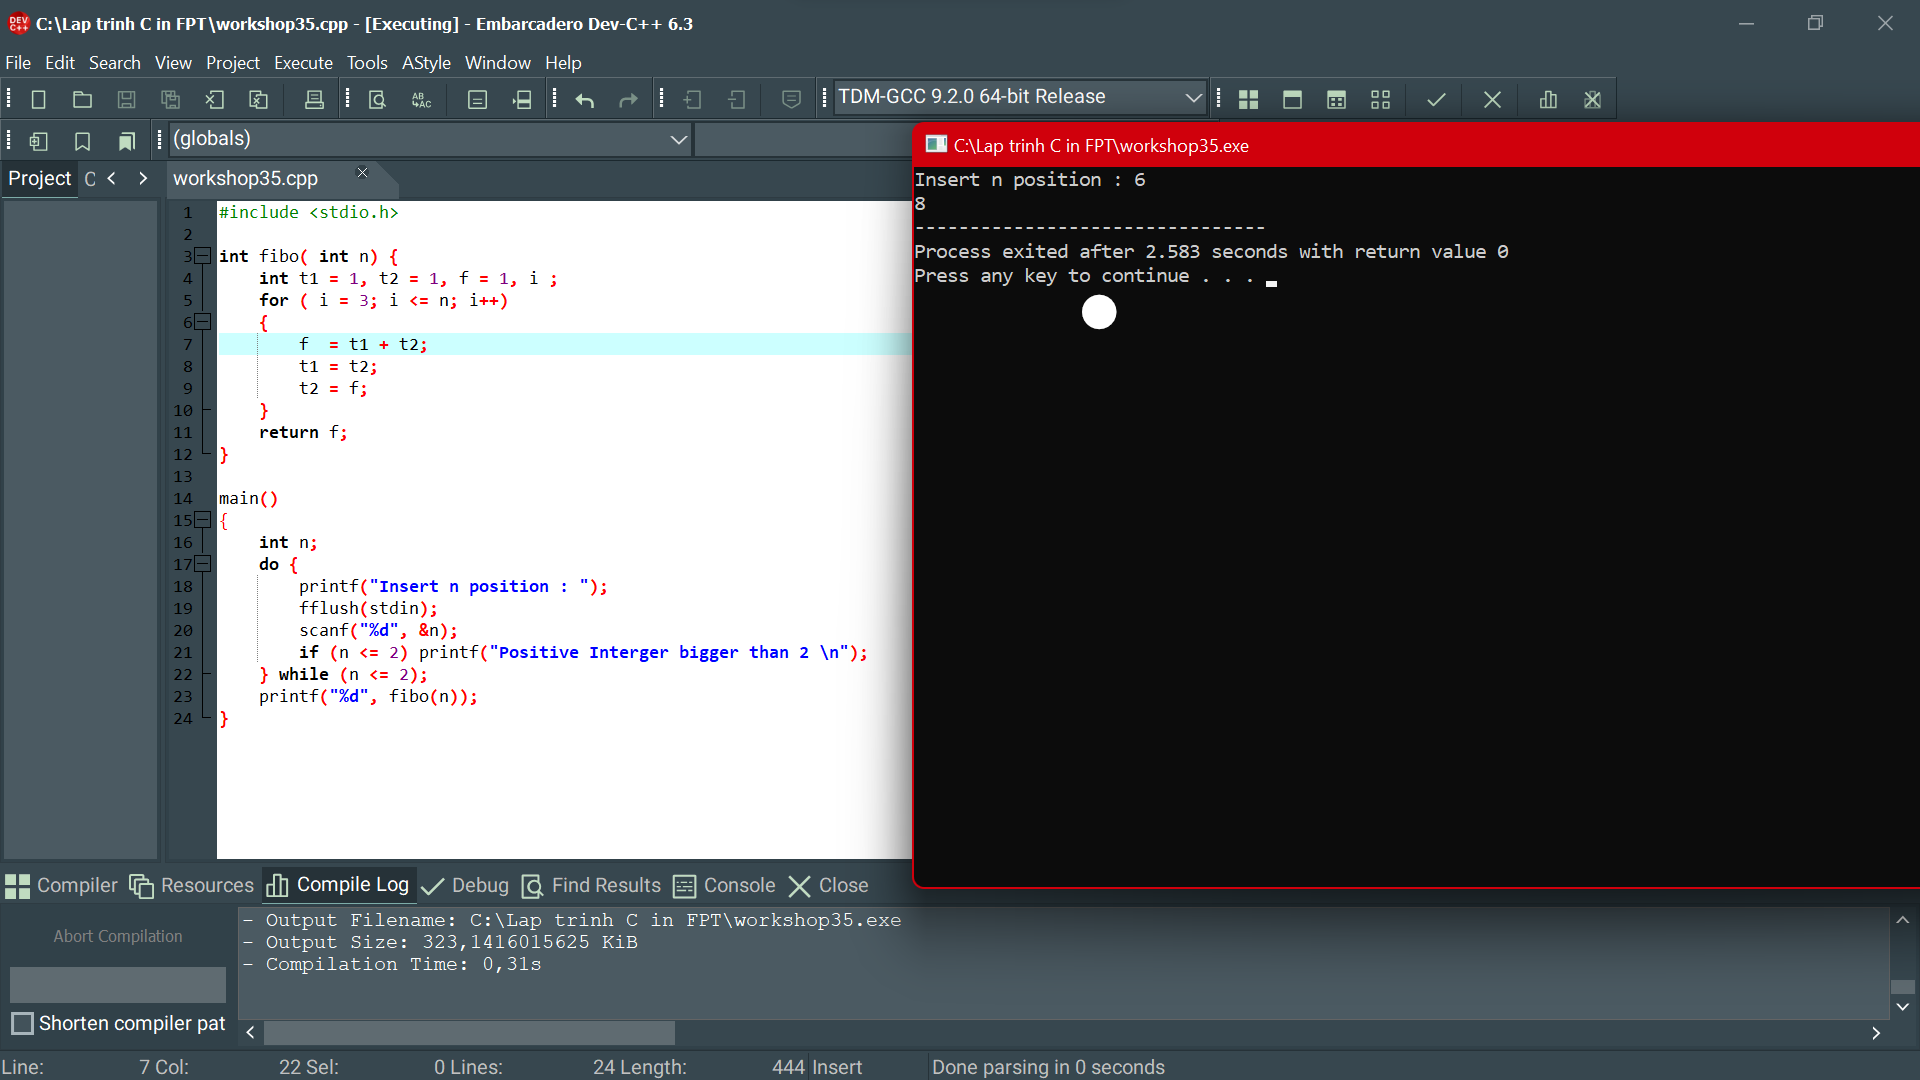 C:\Lap trinh C in FPT\workshop35.cpp - [Executing] - Embarcadero Dev-C++ 6.3
File Edit Search View Project Execute Tools AStyle Window Help
TDM-GCC 9.2.0 64-bit Release
(globals)
Project C
workshop35.cpp
1 #include <stdio.h>
2
3 int fibo( int n) {
4 int t1 = 1, t2 = 1, f = 1, i ;
5 for ( i = 3; i <= n; i++)
6 {
7 f  = t1 + t2;
8 t1 = t2;
9 t2 = f;
10 }
11 return f;
12 }
13
14 main()
15 {
16 int n;
17 do {
18 printf("Insert n position : ");
19 fflush(stdin);
20 scanf("%d", &n);
21 if (n <= 2) printf("Positive Interger bigger than 2 \n");
22 } while (n <= 2);
23 printf("%d", fibo(n));
24 }
C:\Lap trinh C in FPT\workshop35.exe
Insert n position : 6
8
--------------------------------
Process exited after 2.583 seconds with return value 0
Press any key to continue . . .
Compiler Resources Compile Log Debug Find Results Console Close
Abort Compilation
Shorten compiler pat
- Output Filename: C:\Lap trinh C in FPT\workshop35.exe
- Output Size: 323,1416015625 KiB
- Compilation Time: 0,31s
Line: 7 Col: 22 Sel: 0 Lines: 24 Length: 444 Insert Done parsing in 0 seconds